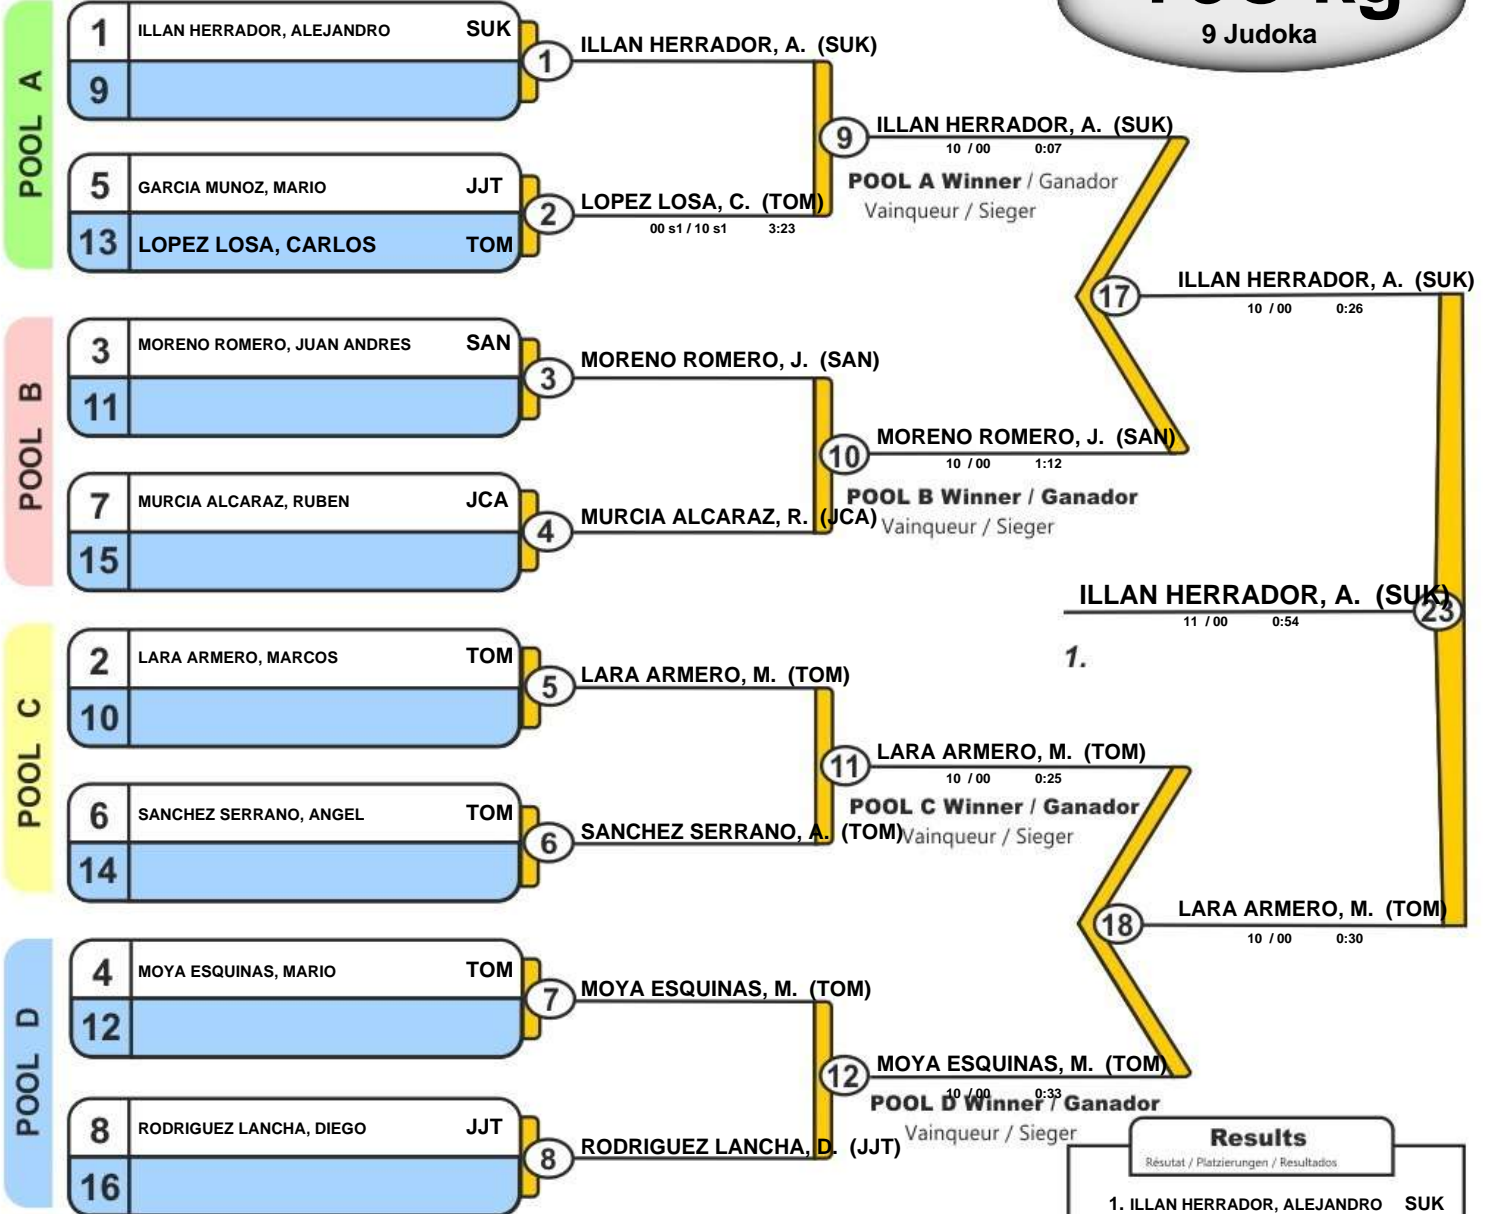 9 Judoka
POOL A
1 ILLAN HERRADOR, ALEJANDRO SUK
9
1
ILLAN HERRADOR, A. (SUK)
5 GARCIA MUNOZ, MARIO JJT
13 LOPEZ LOSA, CARLOS TOM
2
LOPEZ LOSA, C. (TOM)
00 s1 / 10 s1 3:23
9
ILLAN HERRADOR, A. (SUK)
10 / 00 0:07
POOL A Winner / Ganador
Vainqueur / Sieger
POOL B
3 MORENO ROMERO, JUAN ANDRES SAN
11
3
MORENO ROMERO, J. (SAN)
7 MURCIA ALCARAZ, RUBEN JCA
15
4
MURCIA ALCARAZ, R. (JCA)
10
MORENO ROMERO, J. (SAN)
10 / 00 1:12
POOL B Winner / Ganador
Vainqueur / Sieger
17
ILLAN HERRADOR, A. (SUK)
10 / 00 0:26
POOL C
2 LARA ARMERO, MARCOS TOM
10
5
LARA ARMERO, M. (TOM)
6 SANCHEZ SERRANO, ANGEL TOM
14
6
SANCHEZ SERRANO, A. (TOM)
11
LARA ARMERO, M. (TOM)
10 / 00 0:25
POOL C Winner / Ganador
Vainqueur / Sieger
POOL D
4 MOYA ESQUINAS, MARIO TOM
12
7
MOYA ESQUINAS, M. (TOM)
8 RODRIGUEZ LANCHA, DIEGO JJT
16
8
RODRIGUEZ LANCHA, D. (JJT)
12
MOYA ESQUINAS, M. (TOM)
10 / 00 0:33
POOL D Winner / Ganador
Vainqueur / Sieger
18
LARA ARMERO, M. (TOM)
10 / 00 0:30
ILLAN HERRADOR, A. (SUK)
23
11 / 00 0:54
1.
Results
Résutat / Platzierungen / Resultados
1. ILLAN HERRADOR, ALEJANDRO SUK